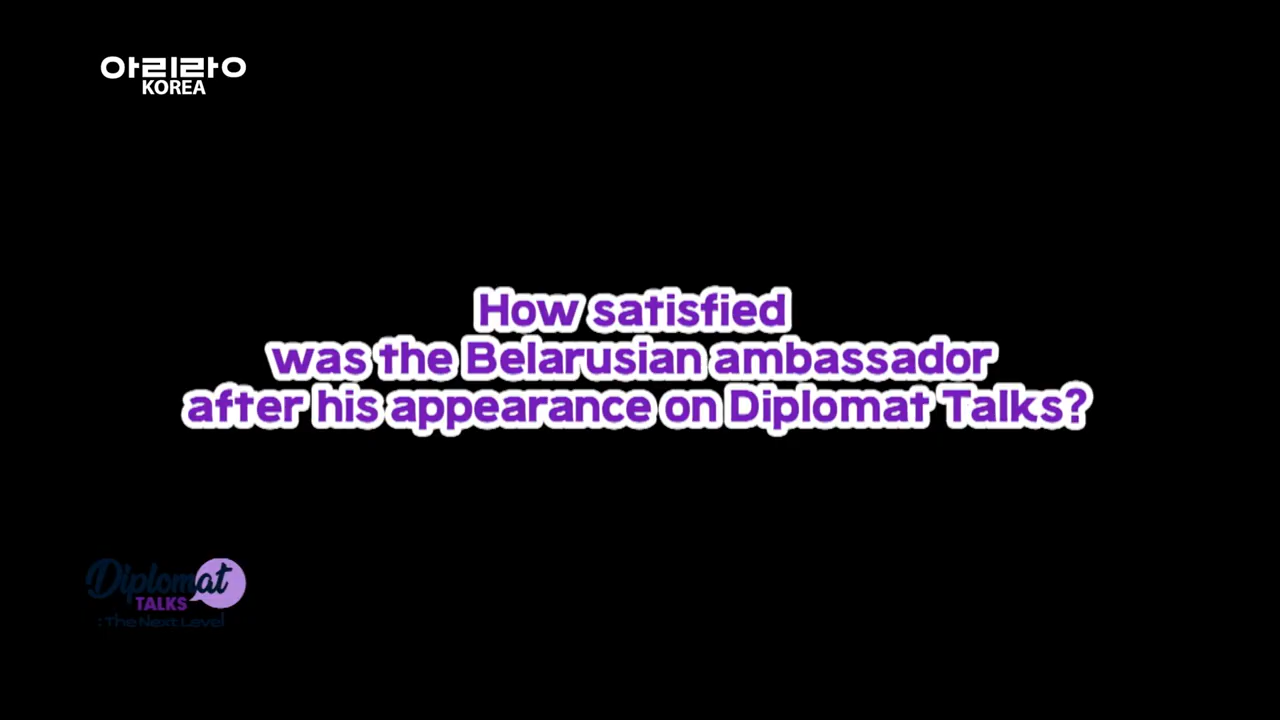 아리랑
KOREA
How satisfied
was the Belarusian ambassador
after his appearance on Diplomat Talks?
Diplomat
TALKS
: The Next Level